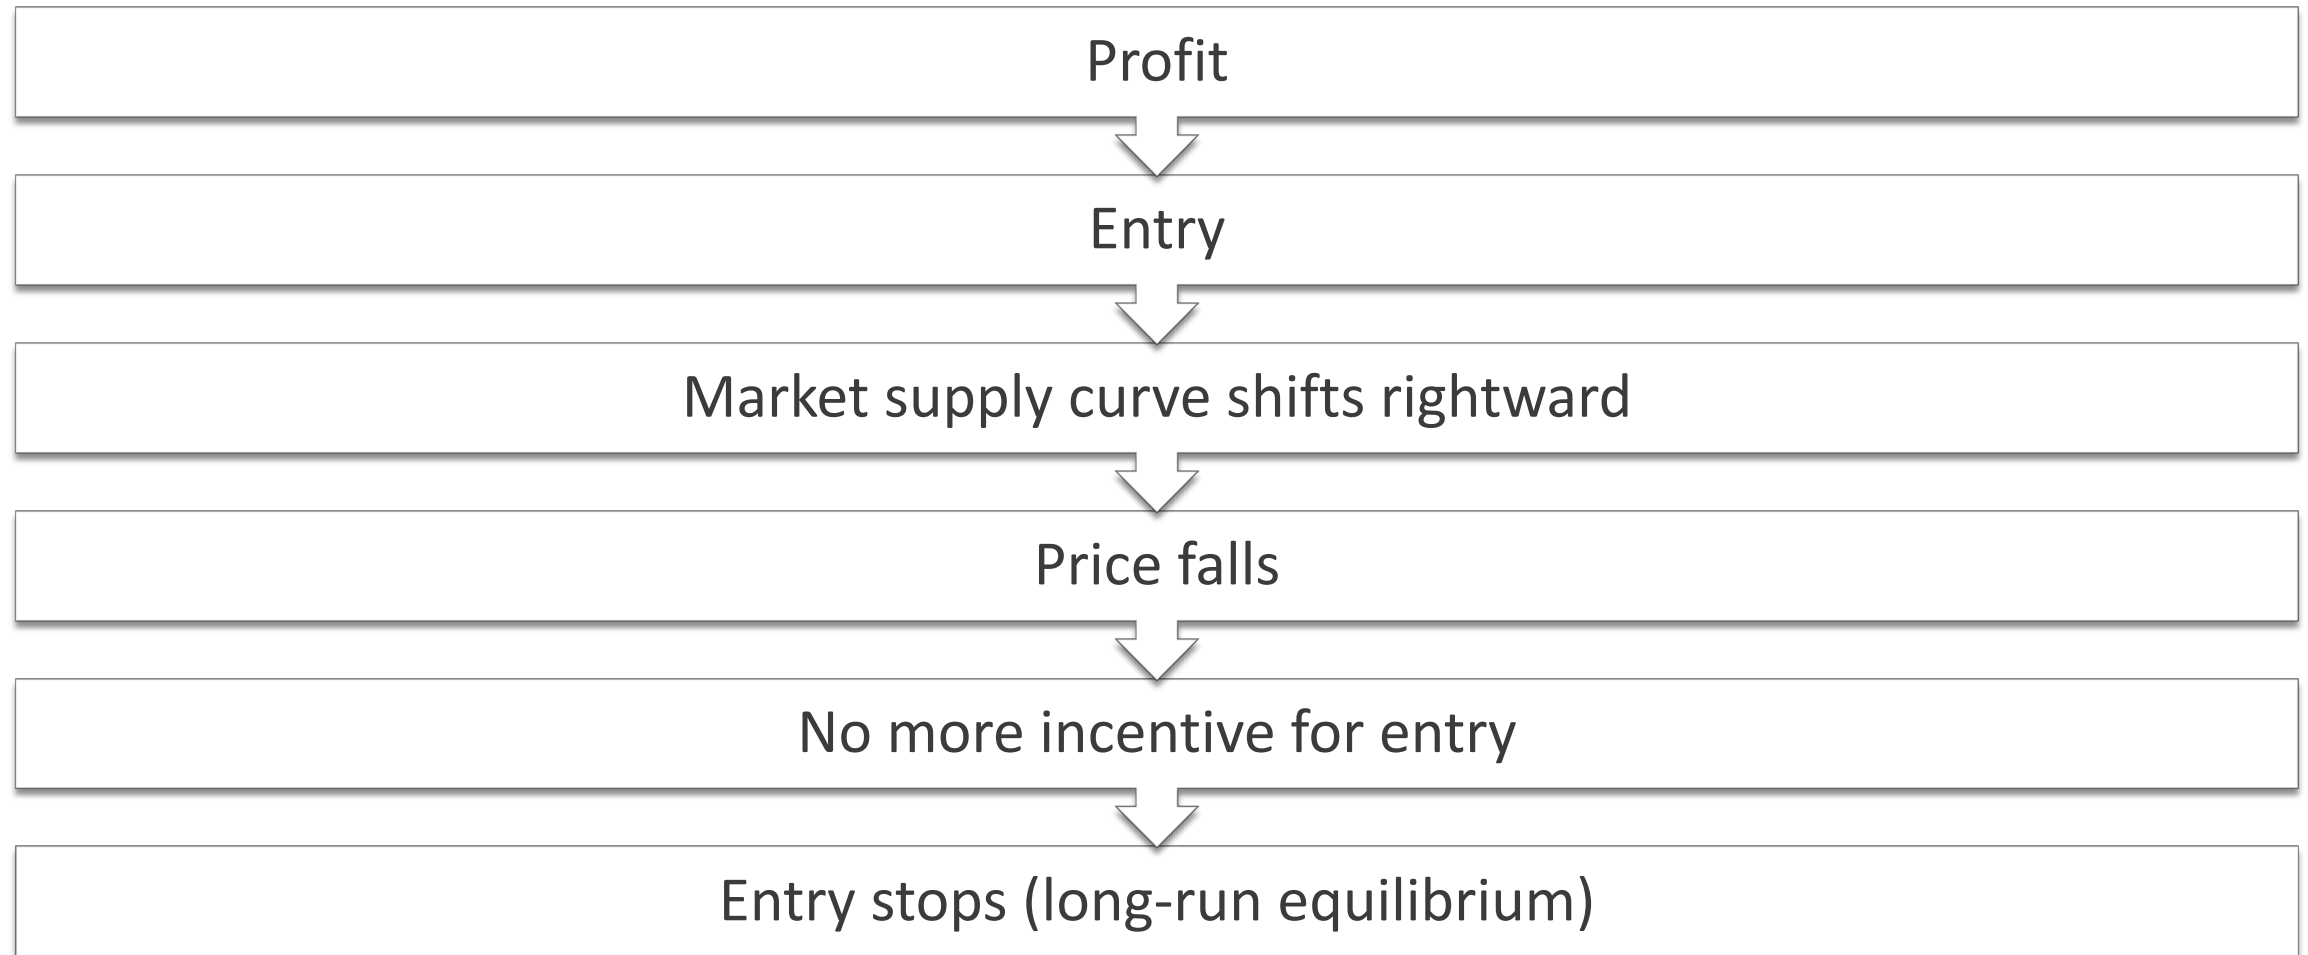 Profit
Entry
Market supply curve shifts rightward
Price falls
No more incentive for entry
Entry stops (long-run equilibrium)